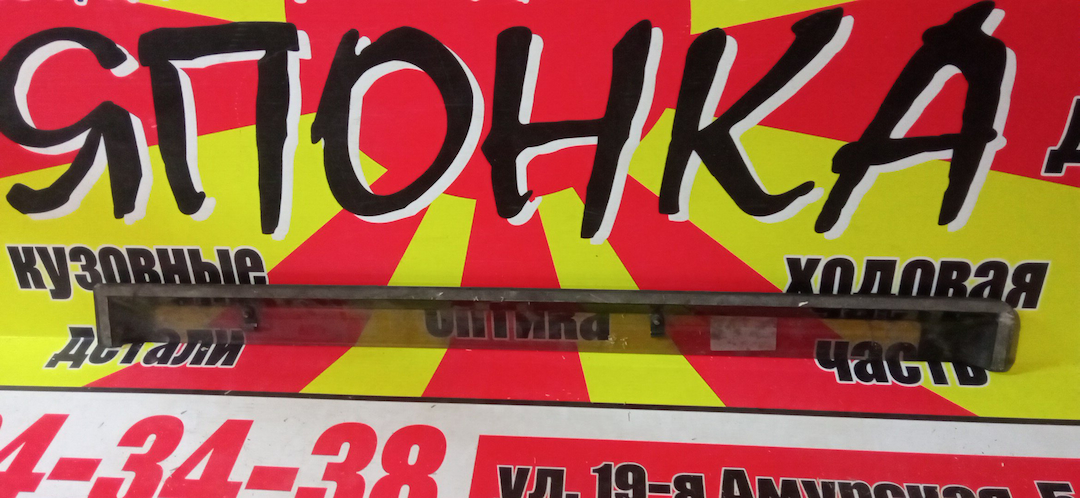 ЯПОНКА
кузовные
детали
оптика
ходовая
часть
4-34-38
ул. 19-я Амурская